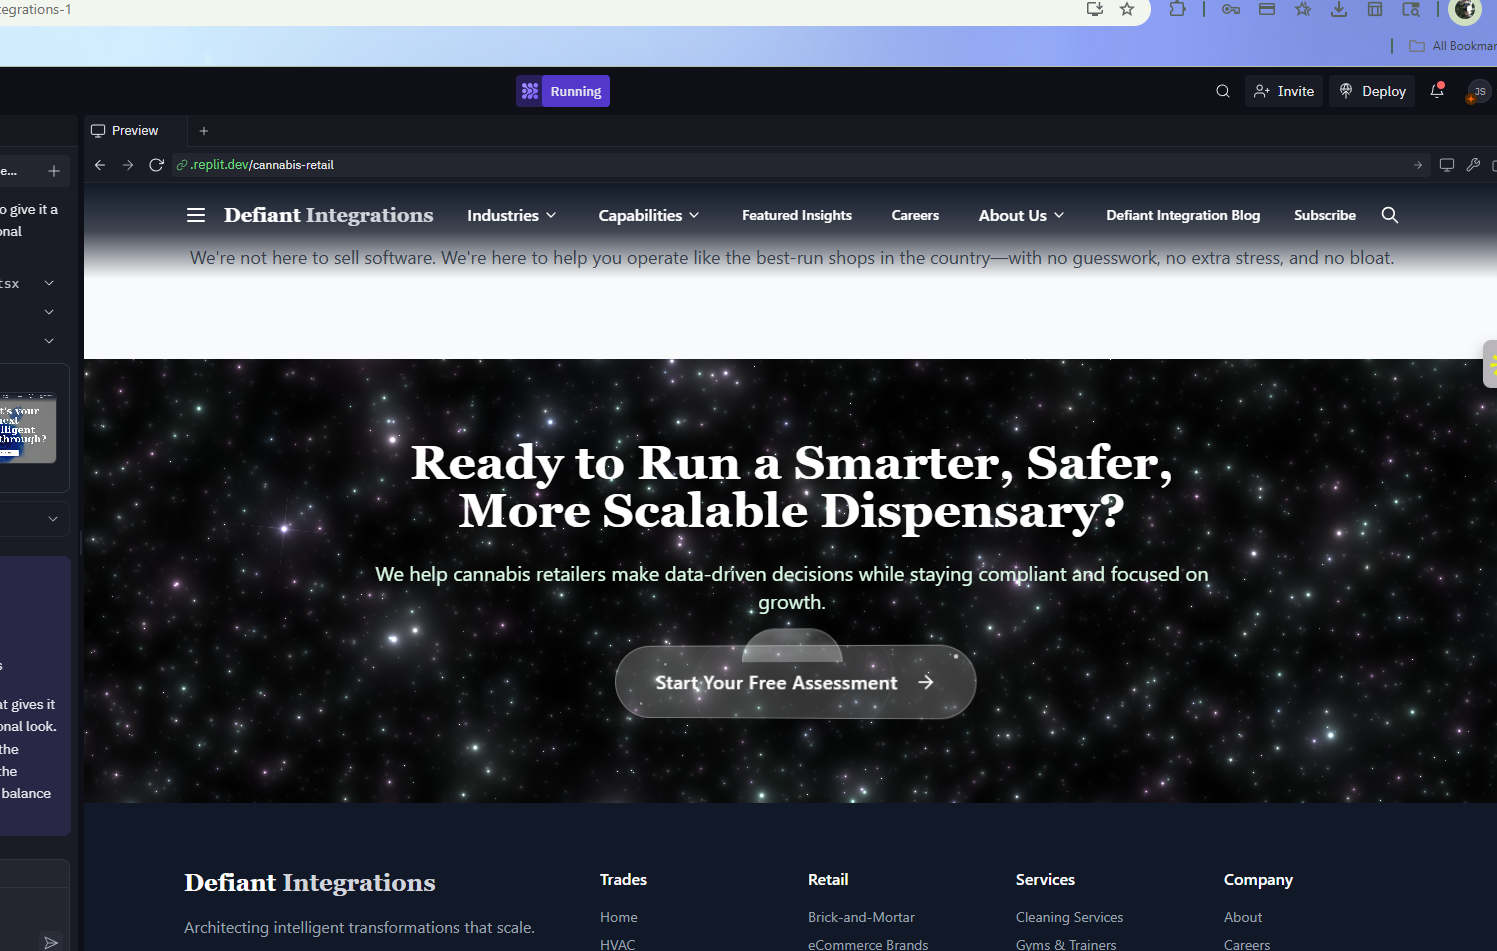 tegrations-1
All Bookmar
Running
Invite
Deploy
JS
Preview
.replit.dev/cannabis-retail
e...
o give it a
onal
tsx
t's your
next
lligent
through?
s
at gives it
onal look.
the
the
balance
Defiant Integrations
Industries
Capabilities
Featured Insights
Careers
About Us
Defiant Integration Blog
Subscribe
We're not here to sell software. We're here to help you operate like the best-run shops in the country—with no guesswork, no extra stress, and no bloat.
Ready to Run a Smarter, Safer,
More Scalable Dispensary?
We help cannabis retailers make data-driven decisions while staying compliant and focused on
growth.
Start Your Free Assessment
Defiant Integrations
Architecting intelligent transformations that scale.
Trades
Home
HVAC
Retail
Brick-and-Mortar
eCommerce Brands
Services
Cleaning Services
Gyms & Trainers
Company
About
Careers